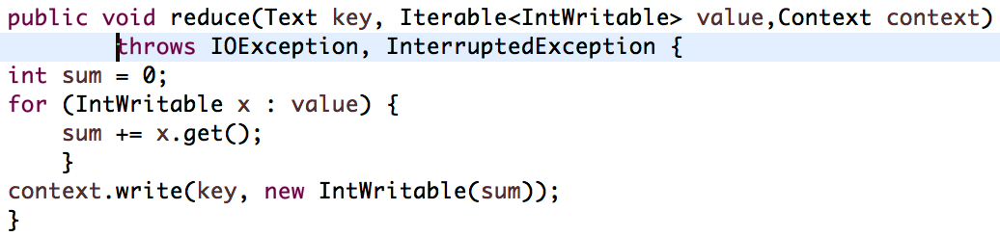 public void reduce(Text key, Iterable<IntWritable> value,Context context)
throws IOException, InterruptedException {
int sum = 0;
for (IntWritable x : value) {
sum += x.get();
}
context.write(key, new IntWritable(sum));
}